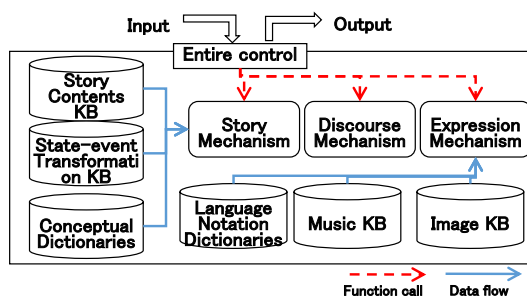 Input
Output
Entire control
Story
Contents
KB
State-event
Transformati
on KB
Conceptual
Dictionaries
Story
Mechanism
Discourse
Mechanism
Expression
Mechanism
Language
Notation
Dictionaries
Music KB
Image KB
Function call
Data flow